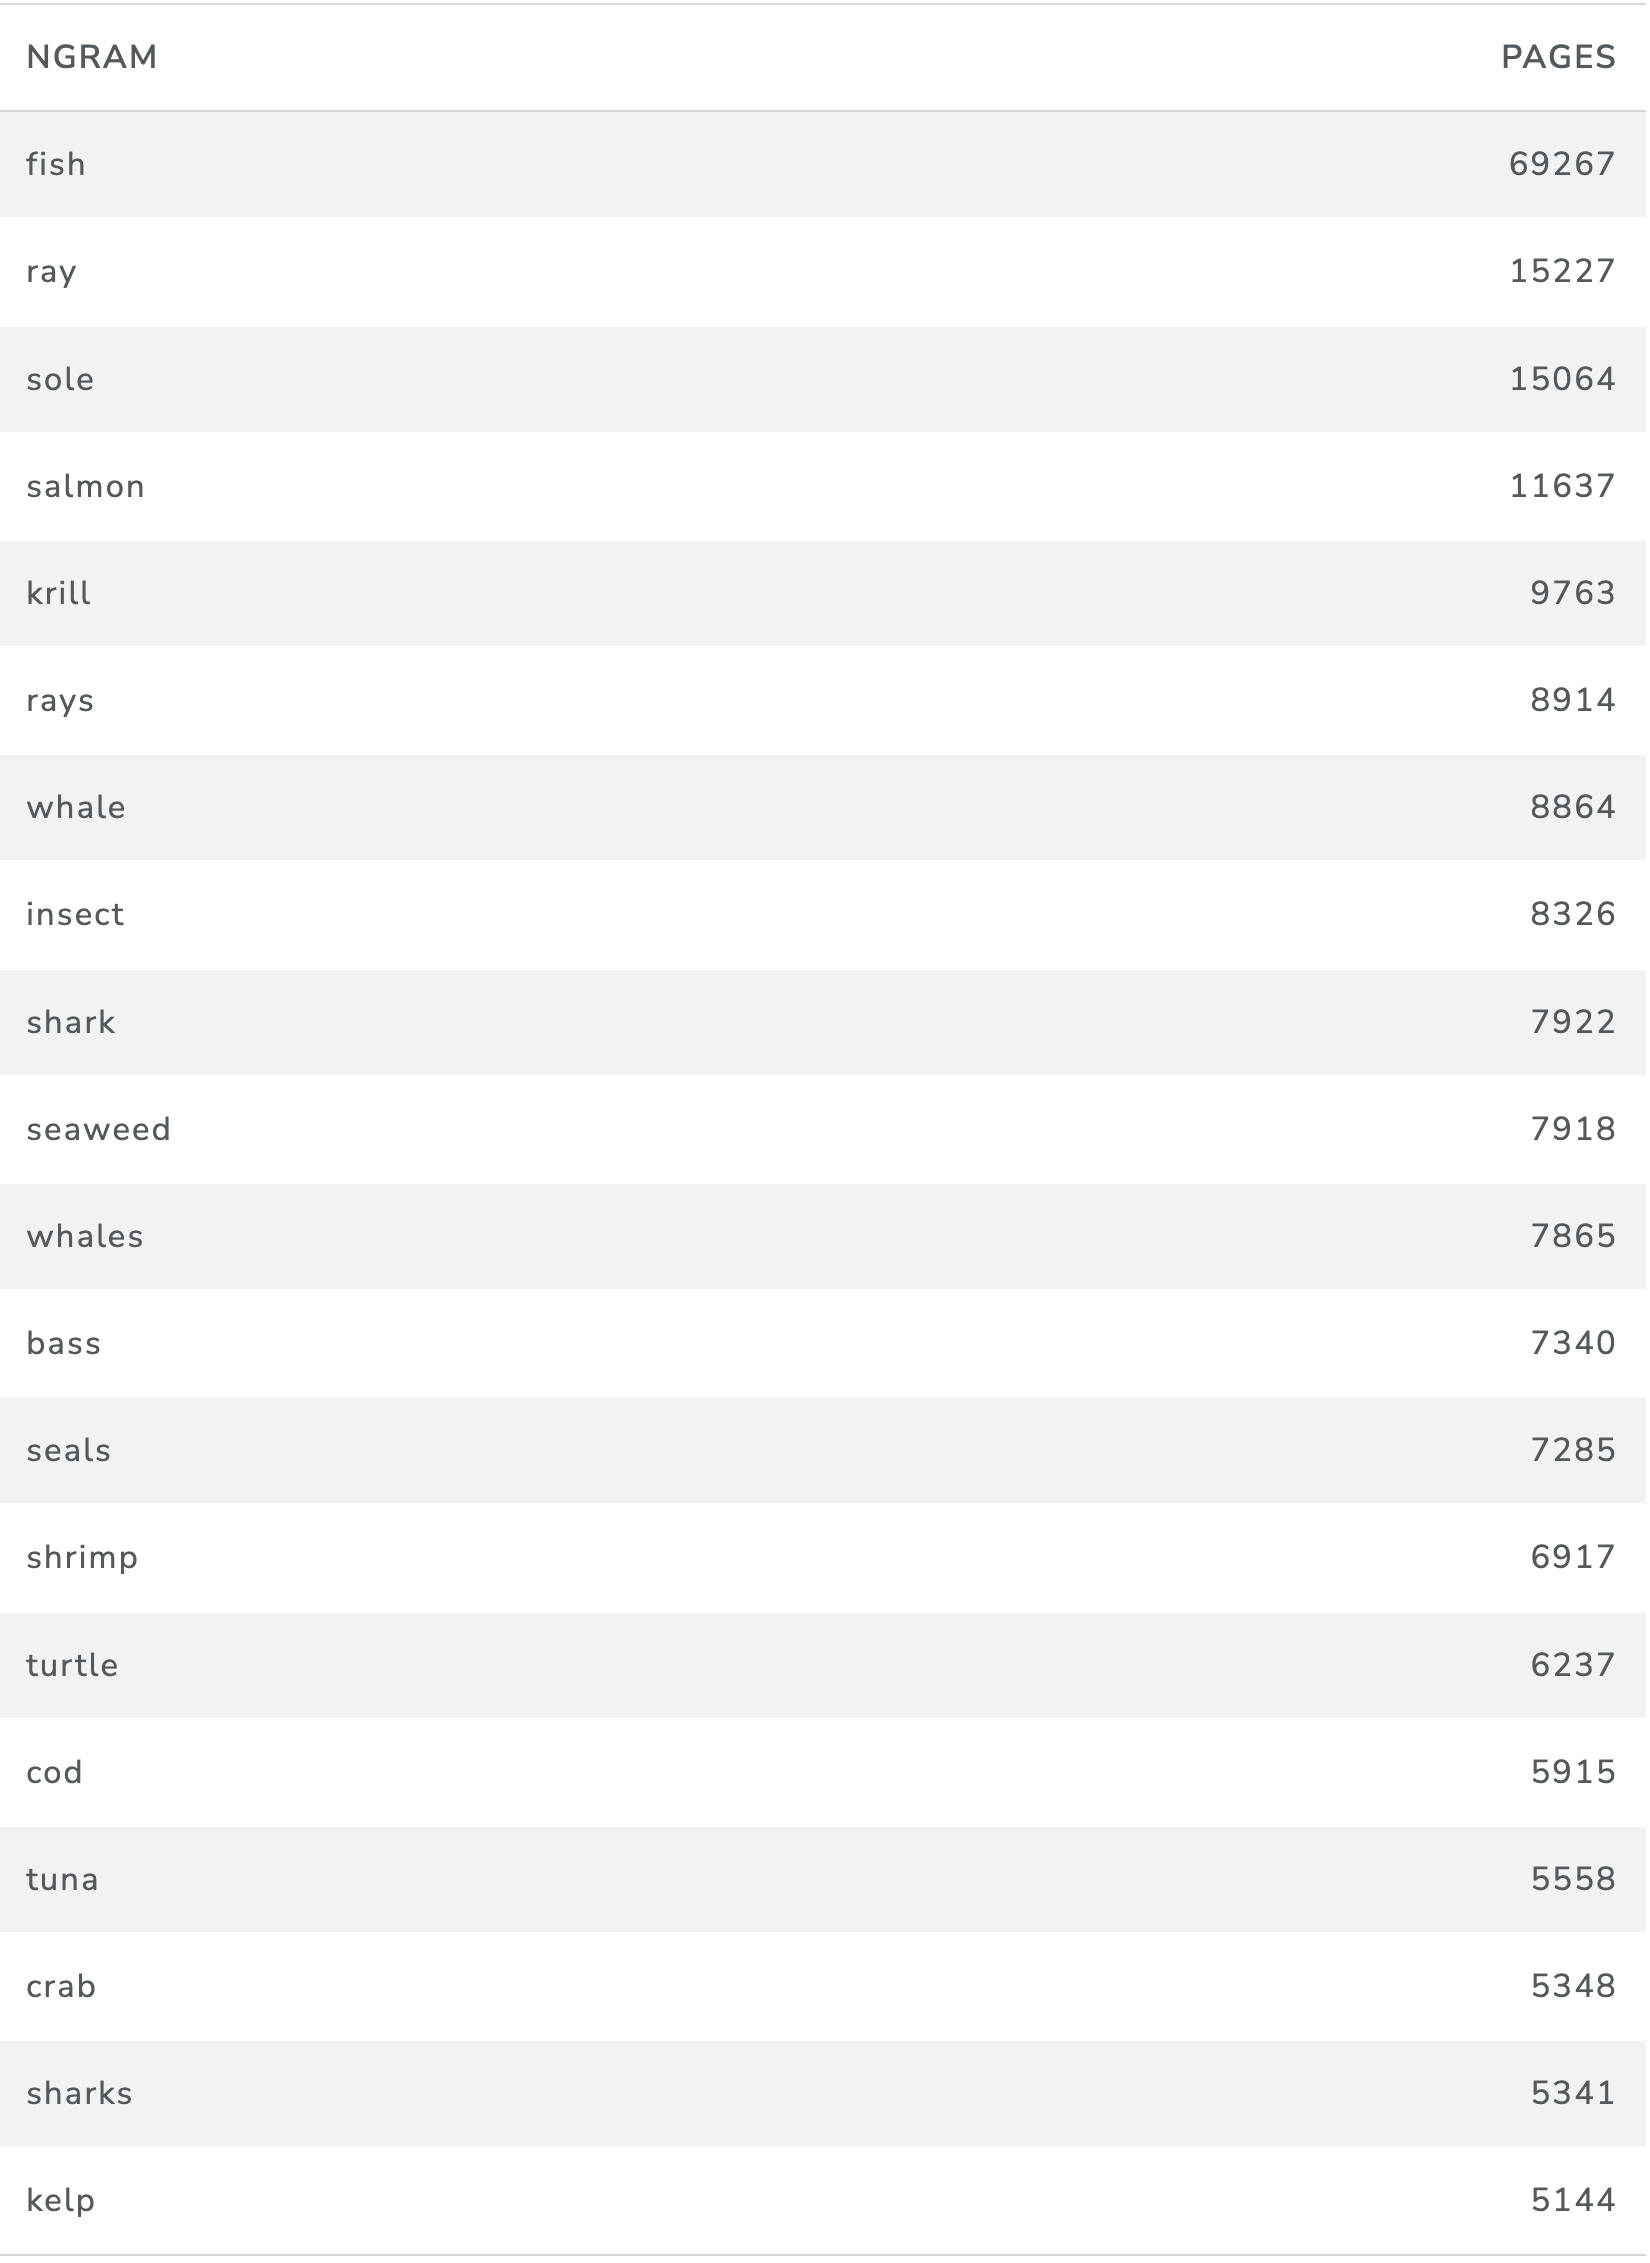 NGRAM PAGES
fish 69267
ray 15227
sole 15064
salmon 11637
krill 9763
rays 8914
whale 8864
insect 8326
shark 7922
seaweed 7918
whales 7865
bass 7340
seals 7285
shrimp 6917
turtle 6237
cod 5915
tuna 5558
crab 5348
sharks 5341
kelp 5144